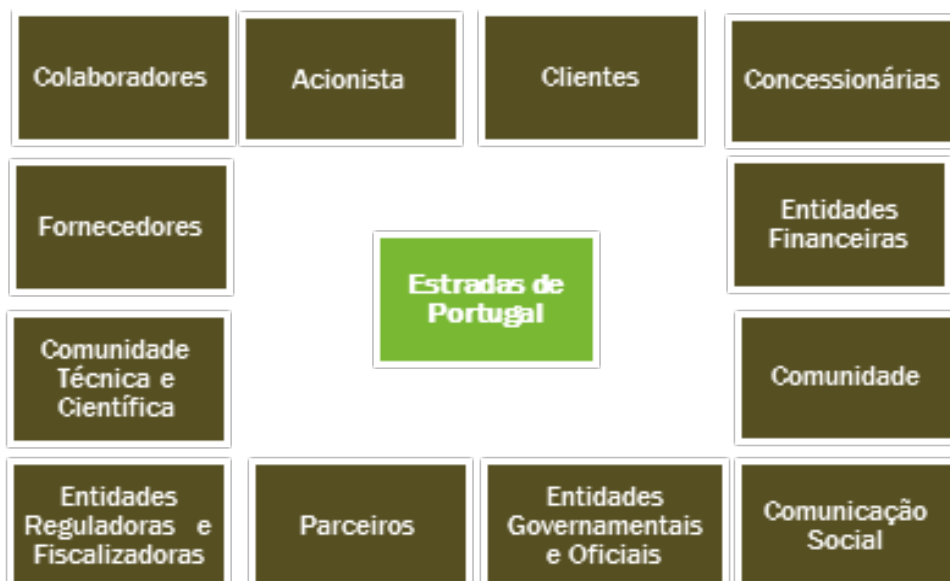 Colaboradores
Acionista
Clientes
Concessionárias
Fornecedores
Entidades
Financeiras
Estradas de
Portugal
Comunidade
Técnica e
Científica
Comunidade
Entidades
Reguladoras e
Fiscalizadoras
Parceiros
Entidades
Governamentais
e Oficiais
Comunicação
Social